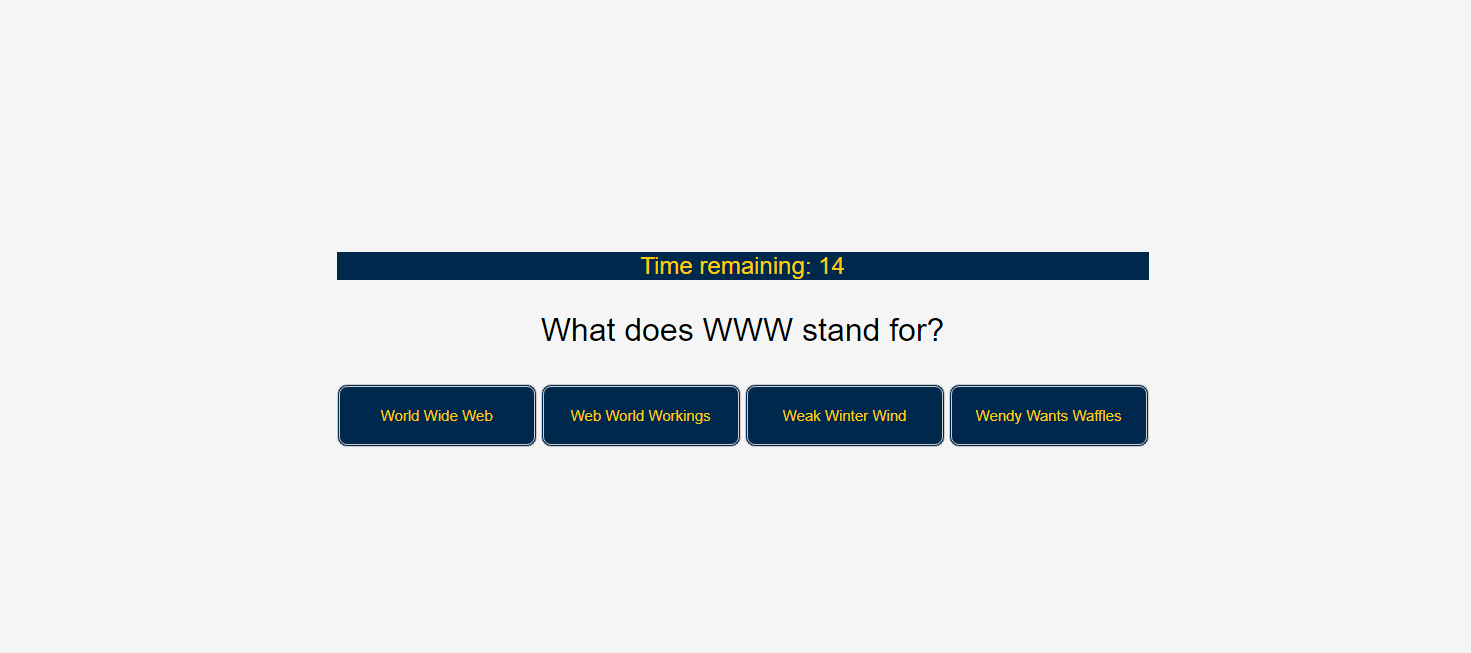 Time remaining: 14
What does WWW stand for?
World Wide Web
Web World Workings
Weak Winter Wind
Wendy Wants Waffles